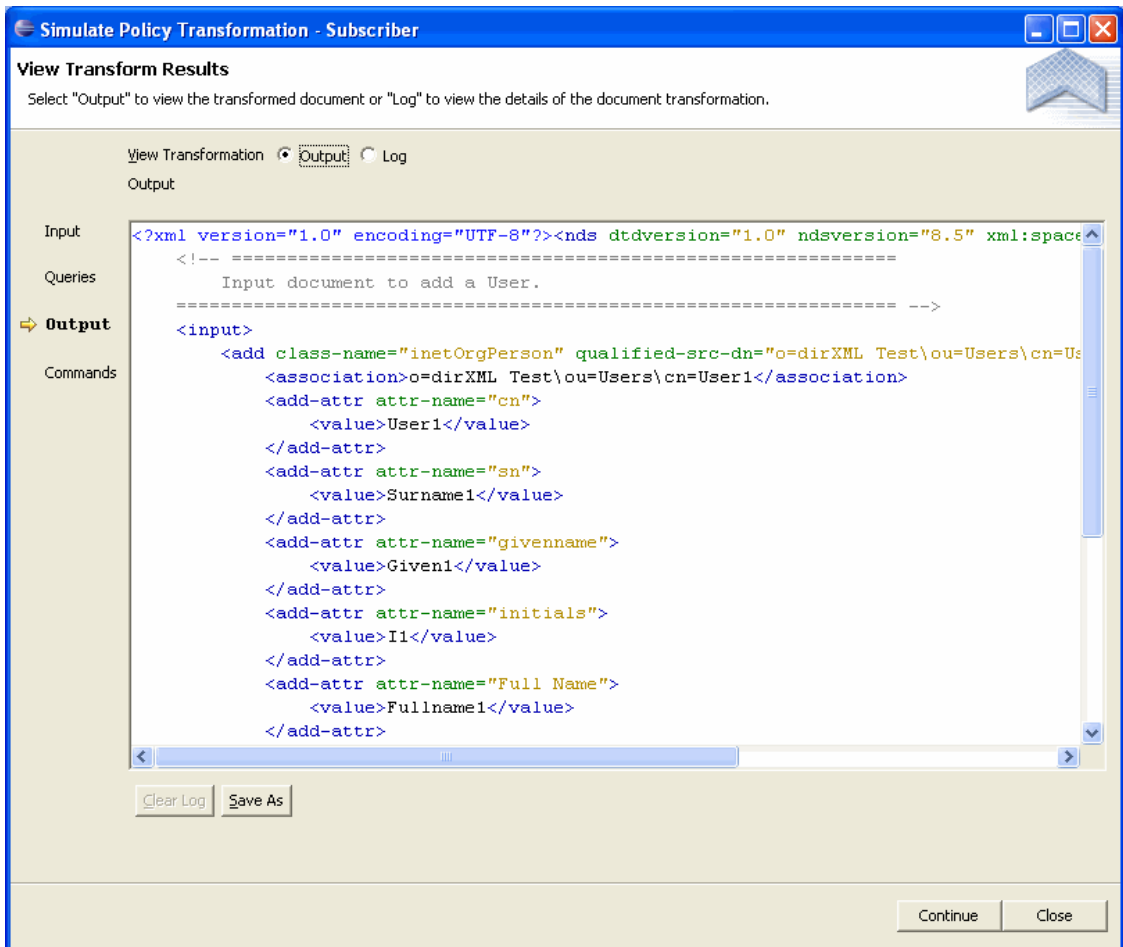 Simulate Policy Transformation - Subscriber
View Transform Results
Select "Output" to view the transformed document or "Log" to view the details of the document transformation.
View Transformation Output Log
Output
Input
Queries
Output
Commands
<?xml version="1.0" encoding="UTF-8"?><nds dtdversion="1.0" ndsversion="8.5" xml:space
<!-- ============================================================
Input document to add a User.
================================================================= -->
<input>
<add class-name="inetOrgPerson" qualified-src-dn="o=dirXML Test\ou=Users\cn=Us
<association>o=dirXML Test\ou=Users\cn=User1</association>
<add-attr attr-name="cn">
<value>User1</value>
</add-attr>
<add-attr attr-name="sn">
<value>Surname1</value>
</add-attr>
<add-attr attr-name="givenname">
<value>Given1</value>
</add-attr>
<add-attr attr-name="initials">
<value>I1</value>
</add-attr>
<add-attr attr-name="Full Name">
<value>Fullname1</value>
</add-attr>
Clear Log Save As
Continue Close